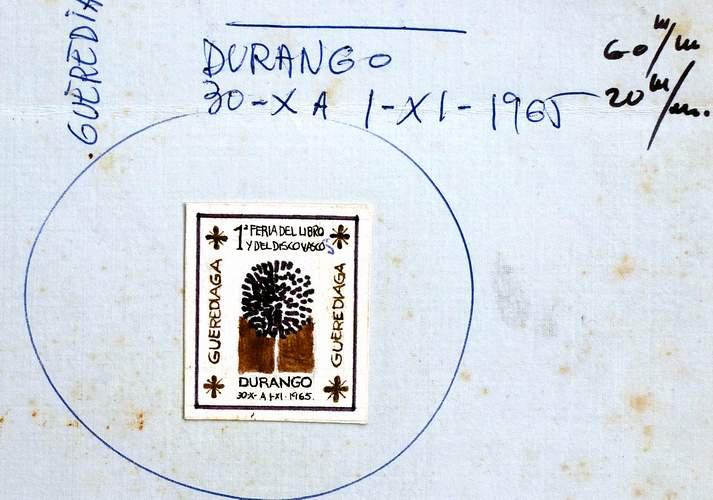 GUEREDIA
DURANGO
30-X A 1-XI-1965
60 m/m
20 m/m.
1ª FERIA DEL LIBRO
Y DEL DISCO VASCOS
GUEREDIAGA
GUEREDIAGA
DURANGO
30-X- A 1-XI-1965.